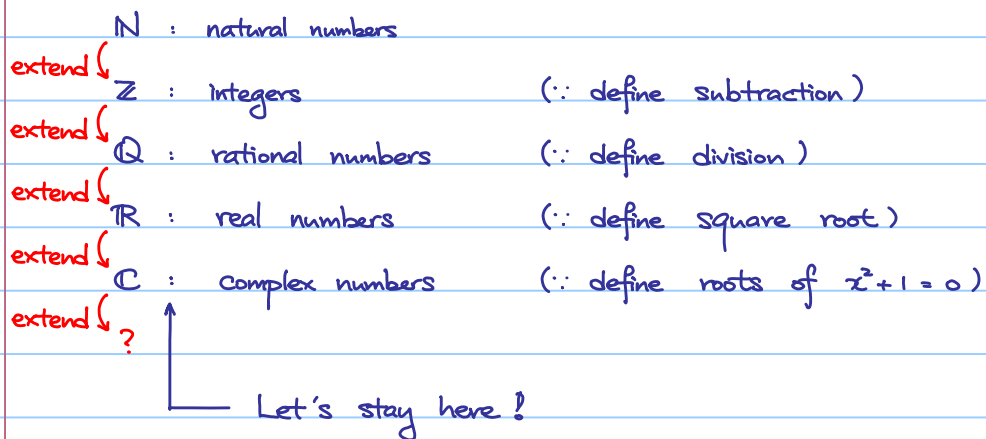 ℕ : natural numbers
extend
ℤ : integers (∵ define subtraction)
extend
ℚ : rational numbers (∵ define division)
extend
ℝ : real numbers (∵ define square root)
extend
ℂ : complex numbers (∵ define roots of x²+1=0)
extend
?
Let's stay here!